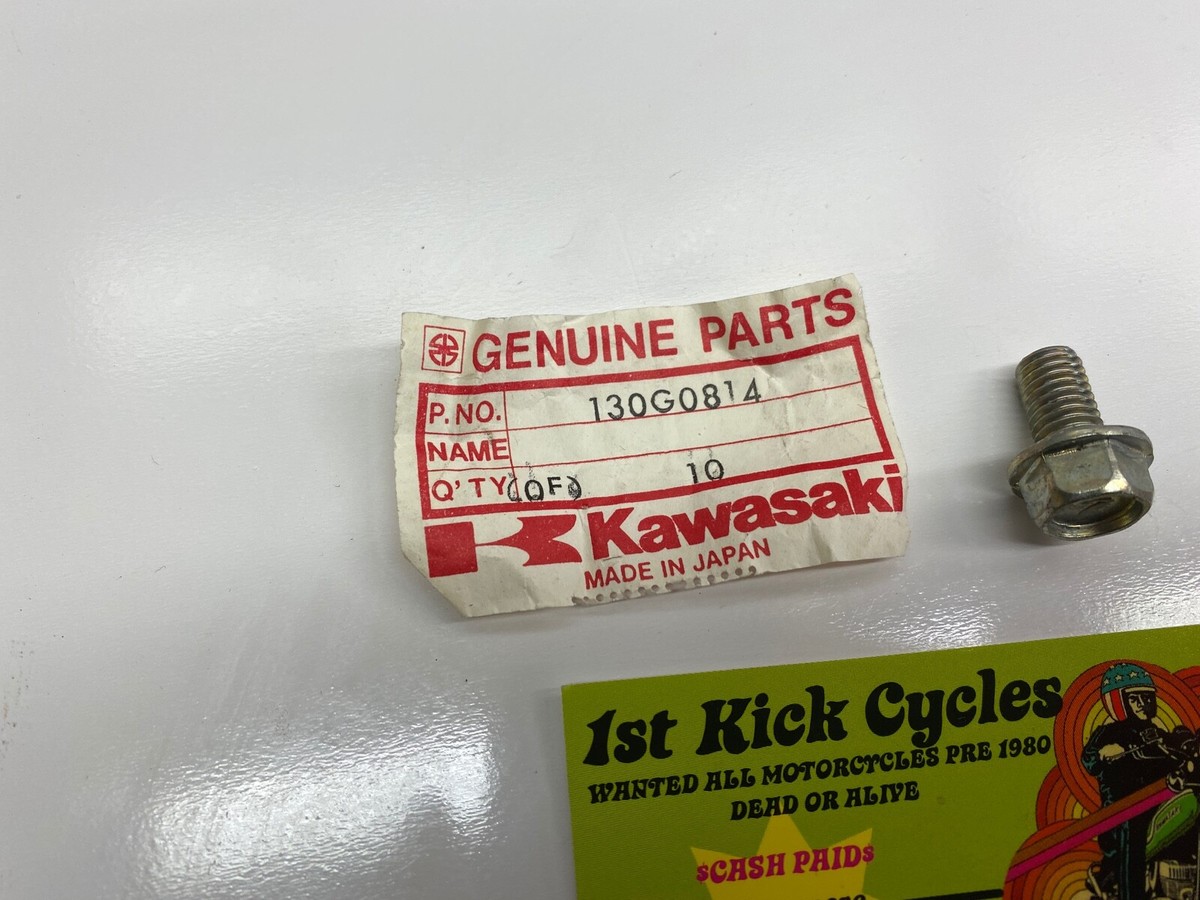 GENUINE PARTS
P. NO. 130G0814
NAME
Q'TY (OF) 10
Kawasaki
MADE IN JAPAN
1st Kick Cycles
WANTED ALL MOTORCYCLES PRE 1980
DEAD OR ALIVE
$CASH PAID$